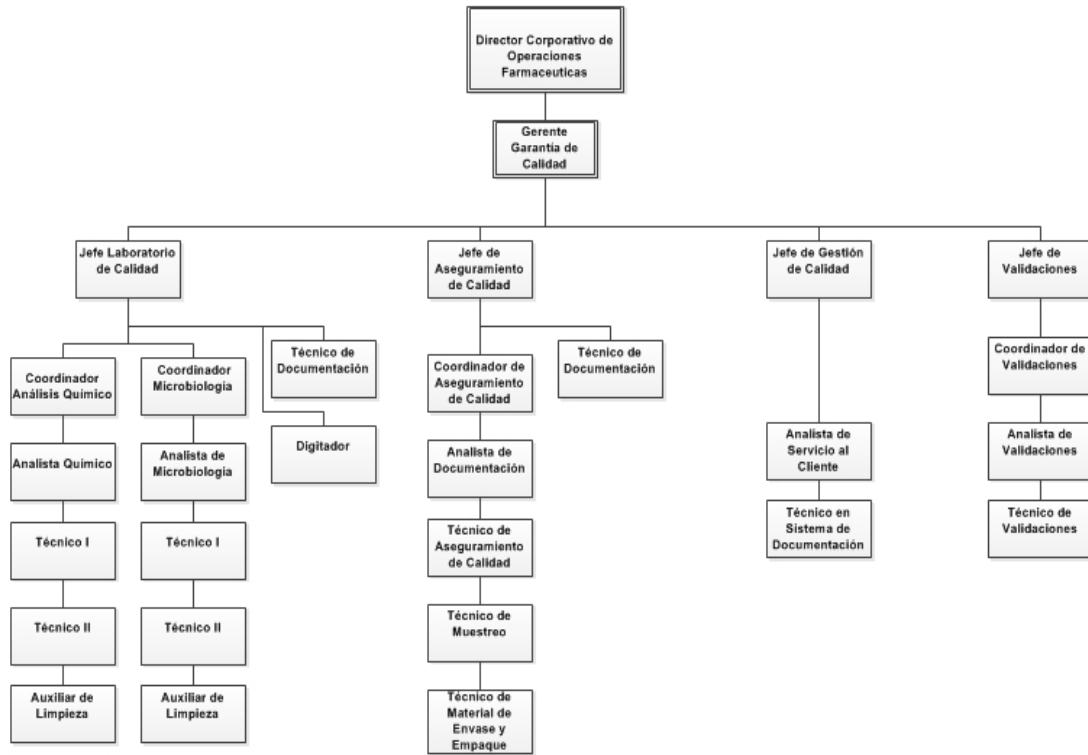 Director Corporativo de
Operaciones
Farmaceuticas
Gerente
Garantía de
Calidad
Jefe Laboratorio
de Calidad
Jefe de
Aseguramiento
de Calidad
Jefe de Gestión
de Calidad
Jefe de
Validaciones
Coordinador
Análisis Químico
Coordinador
Microbiología
Técnico de
Documentación
Digitador
Analista Químico
Analista de
Microbiología
Técnico I
Técnico I
Técnico II
Técnico II
Auxiliar de
Limpieza
Auxiliar de
Limpieza
Coordinador de
Aseguramiento
de Calidad
Técnico de
Documentación
Analista de
Documentación
Técnico de
Aseguramiento
de Calidad
Técnico de
Muestreo
Técnico de
Material de
Envase y
Empaque
Analista de
Servicio al
Cliente
Técnico en
Sistema de
Documentación
Coordinador de
Validaciones
Analista de
Validaciones
Técnico de
Validaciones